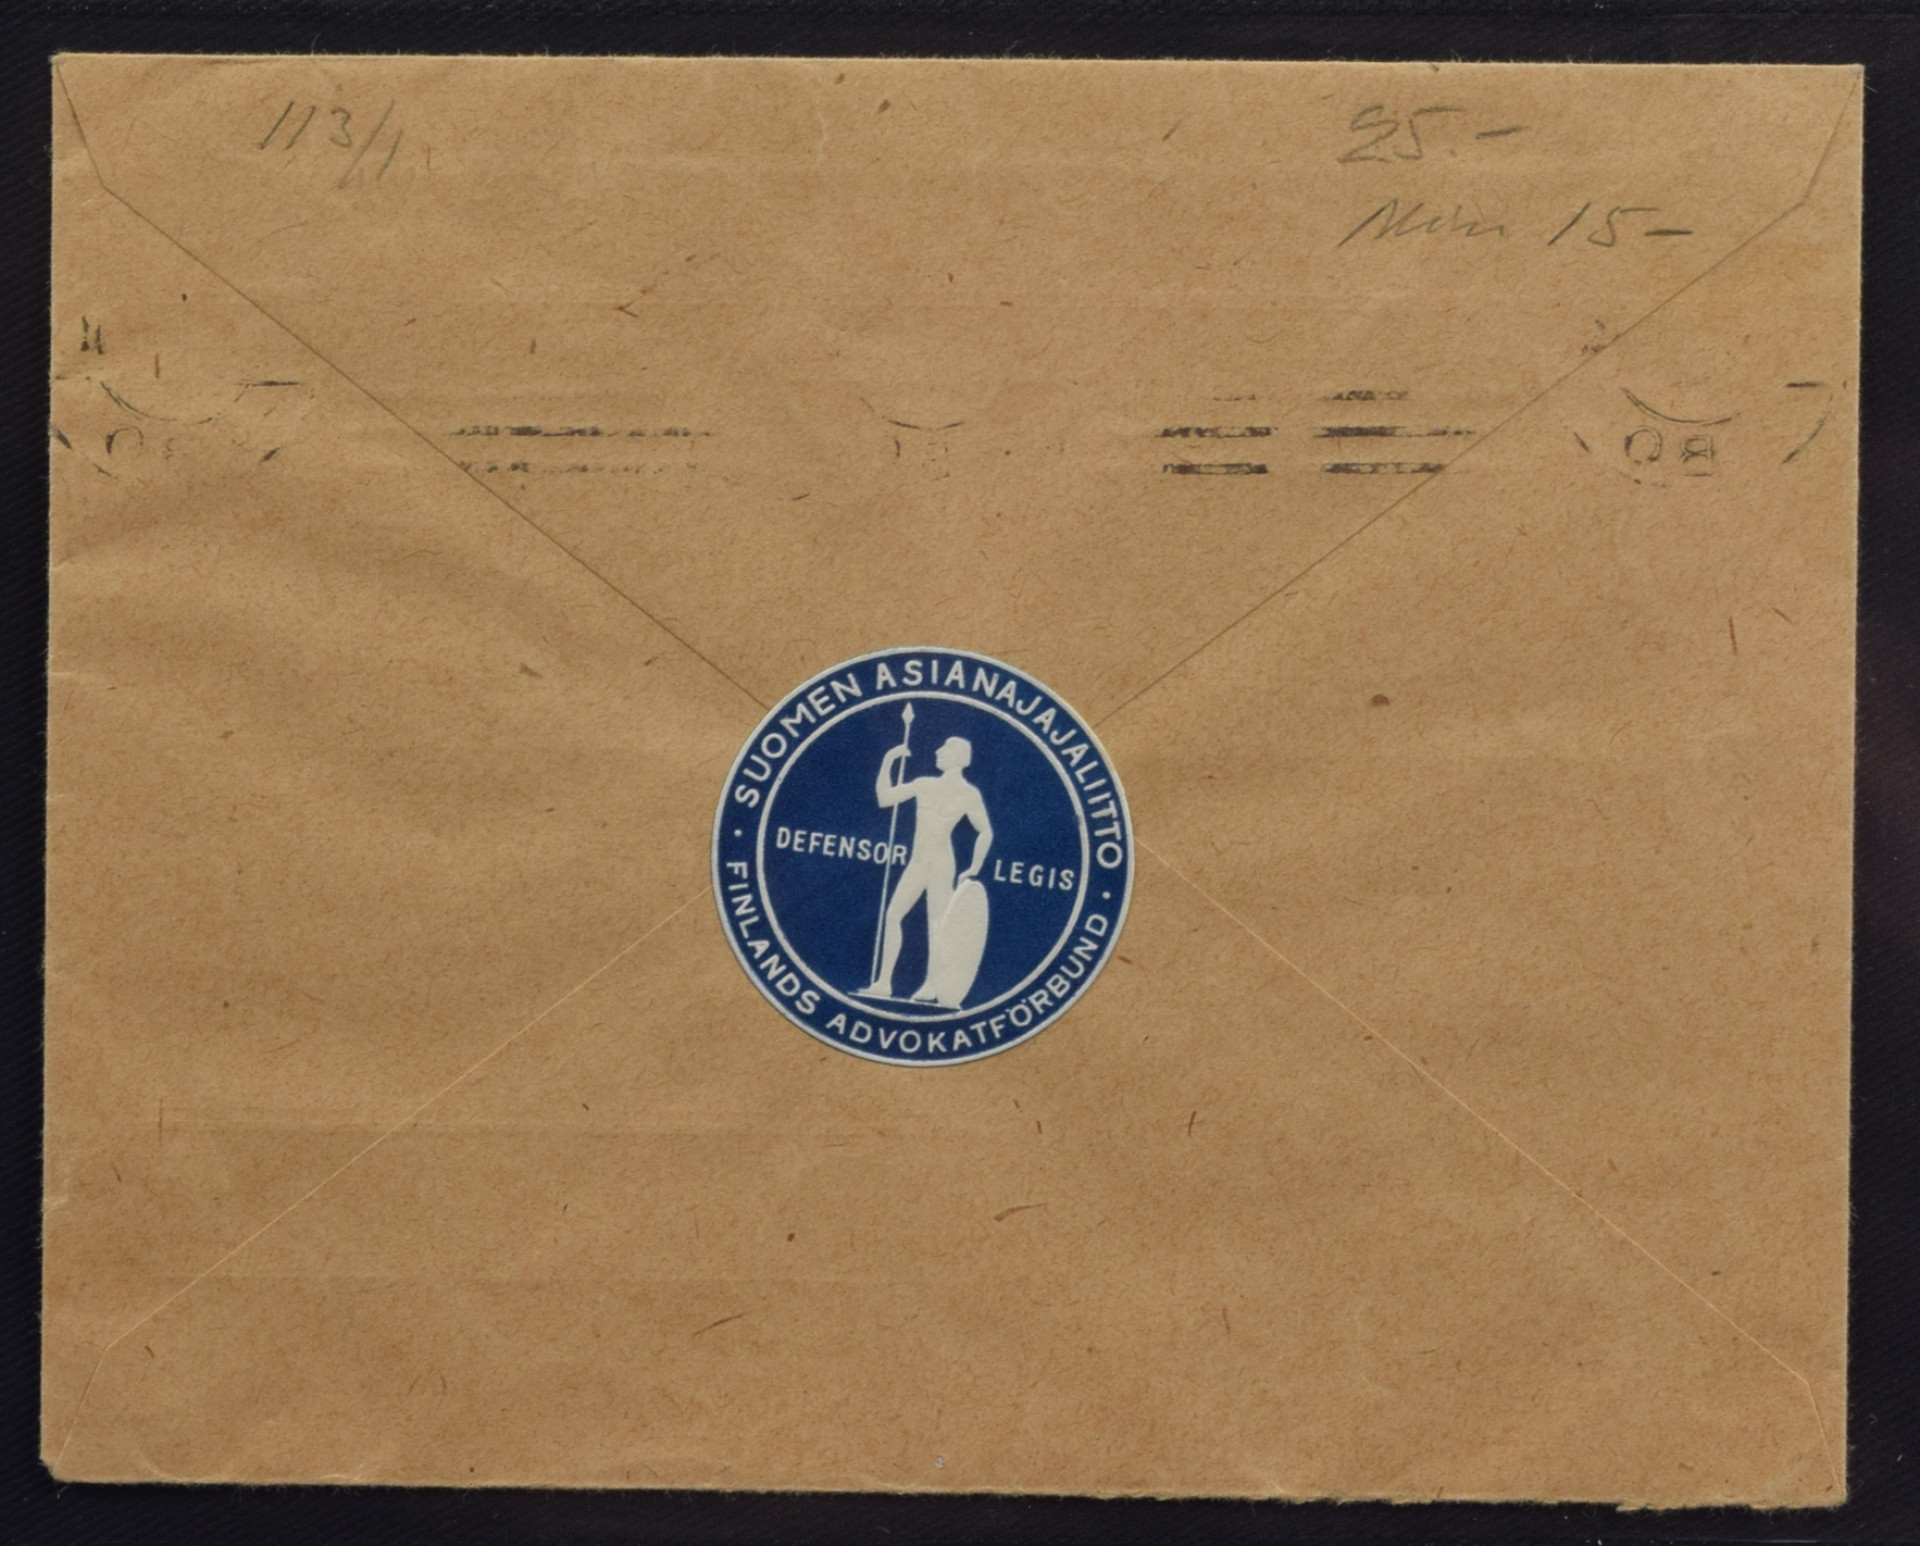 113/1
25 -
15 -
SUOMEN ASIANAJAJALIITTO
DEFENSOR LEGIS
FINLANDS ADVOKATFÖRBUND